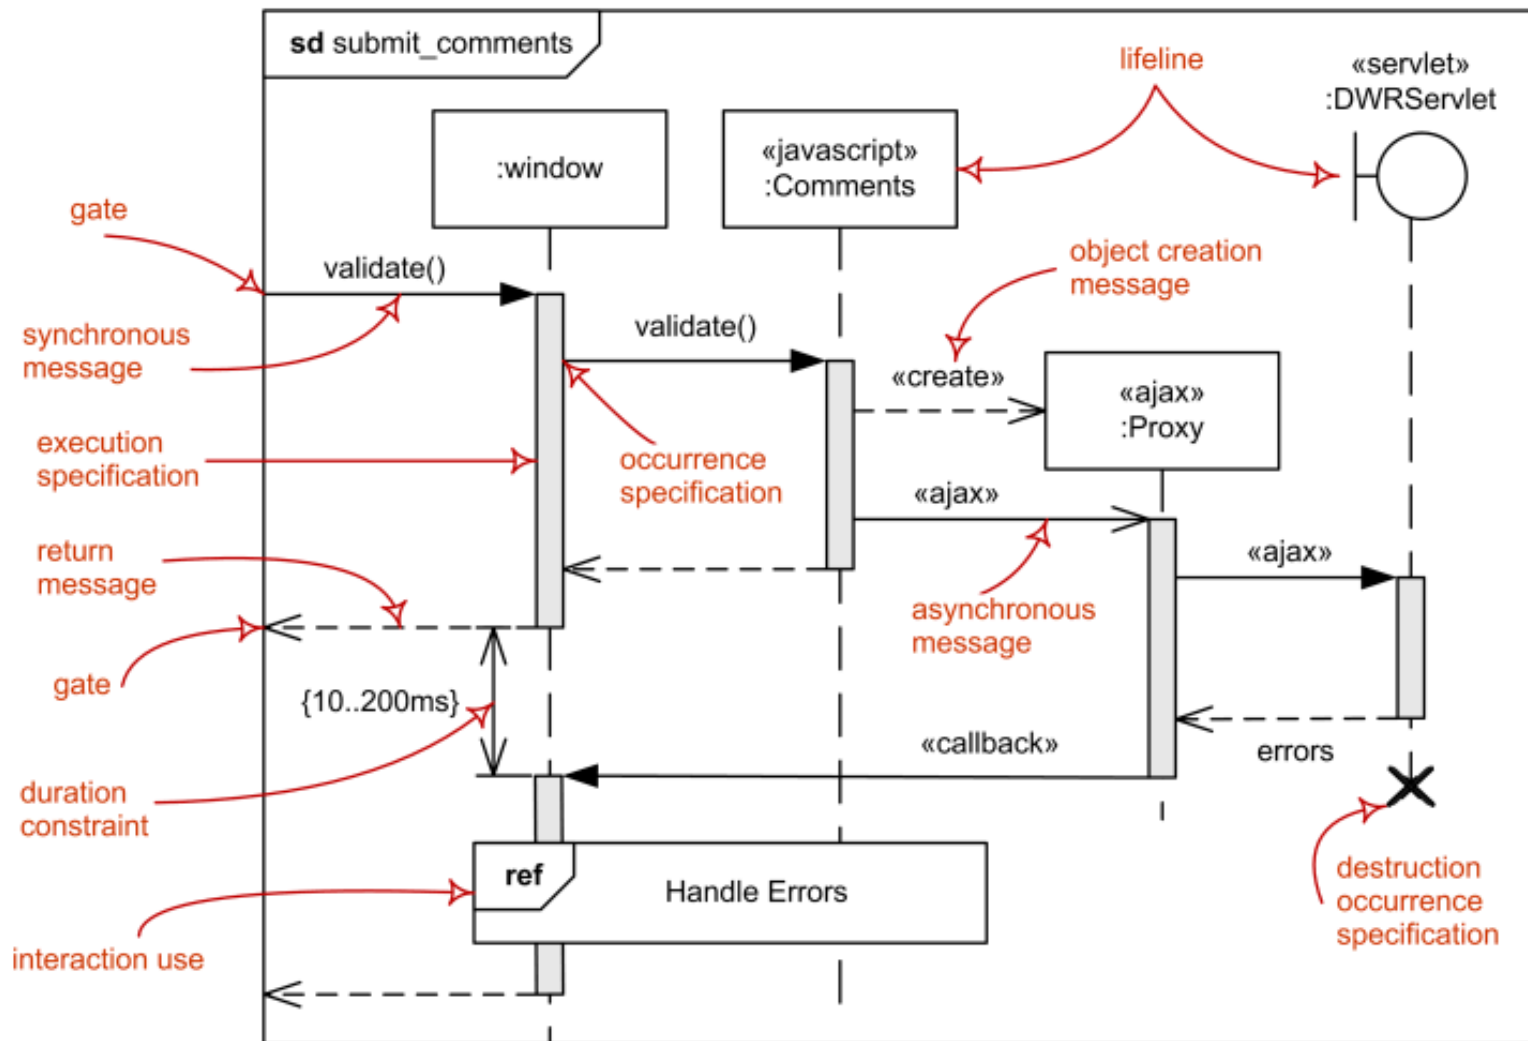 sd submit_comments
lifeline
«servlet»
:DWRServlet
:window
«javascript»
:Comments
gate
validate()
object creation
message
synchronous
message
validate()
«create»
«ajax»
:Proxy
execution
specification
occurrence
specification
«ajax»
return
message
«ajax»
asynchronous
message
gate
{10..200ms}
«callback»
errors
duration
constraint
ref
Handle Errors
destruction
occurrence
specification
interaction use